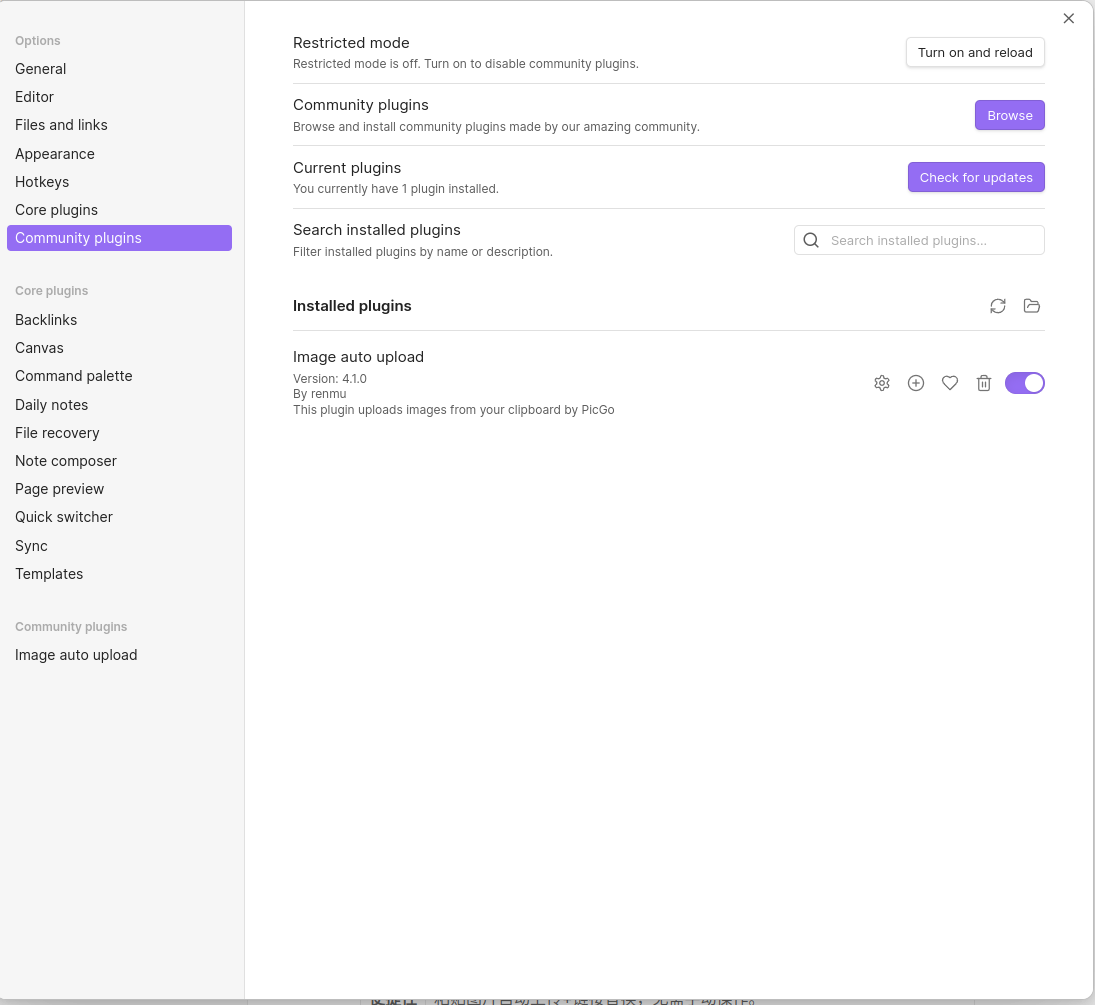 Options
General
Editor
Files and links
Appearance
Hotkeys
Core plugins
Community plugins
Core plugins
Backlinks
Canvas
Command palette
Daily notes
File recovery
Note composer
Page preview
Quick switcher
Sync
Templates
Community plugins
Image auto upload
Restricted mode
Restricted mode is off. Turn on to disable community plugins.
Turn on and reload
Community plugins
Browse and install community plugins made by our amazing community.
Browse
Current plugins
You currently have 1 plugin installed.
Check for updates
Search installed plugins
Filter installed plugins by name or description.
Search installed plugins...
Installed plugins
Image auto upload
Version: 4.1.0
By renmu
This plugin uploads images from your clipboard by PicGo